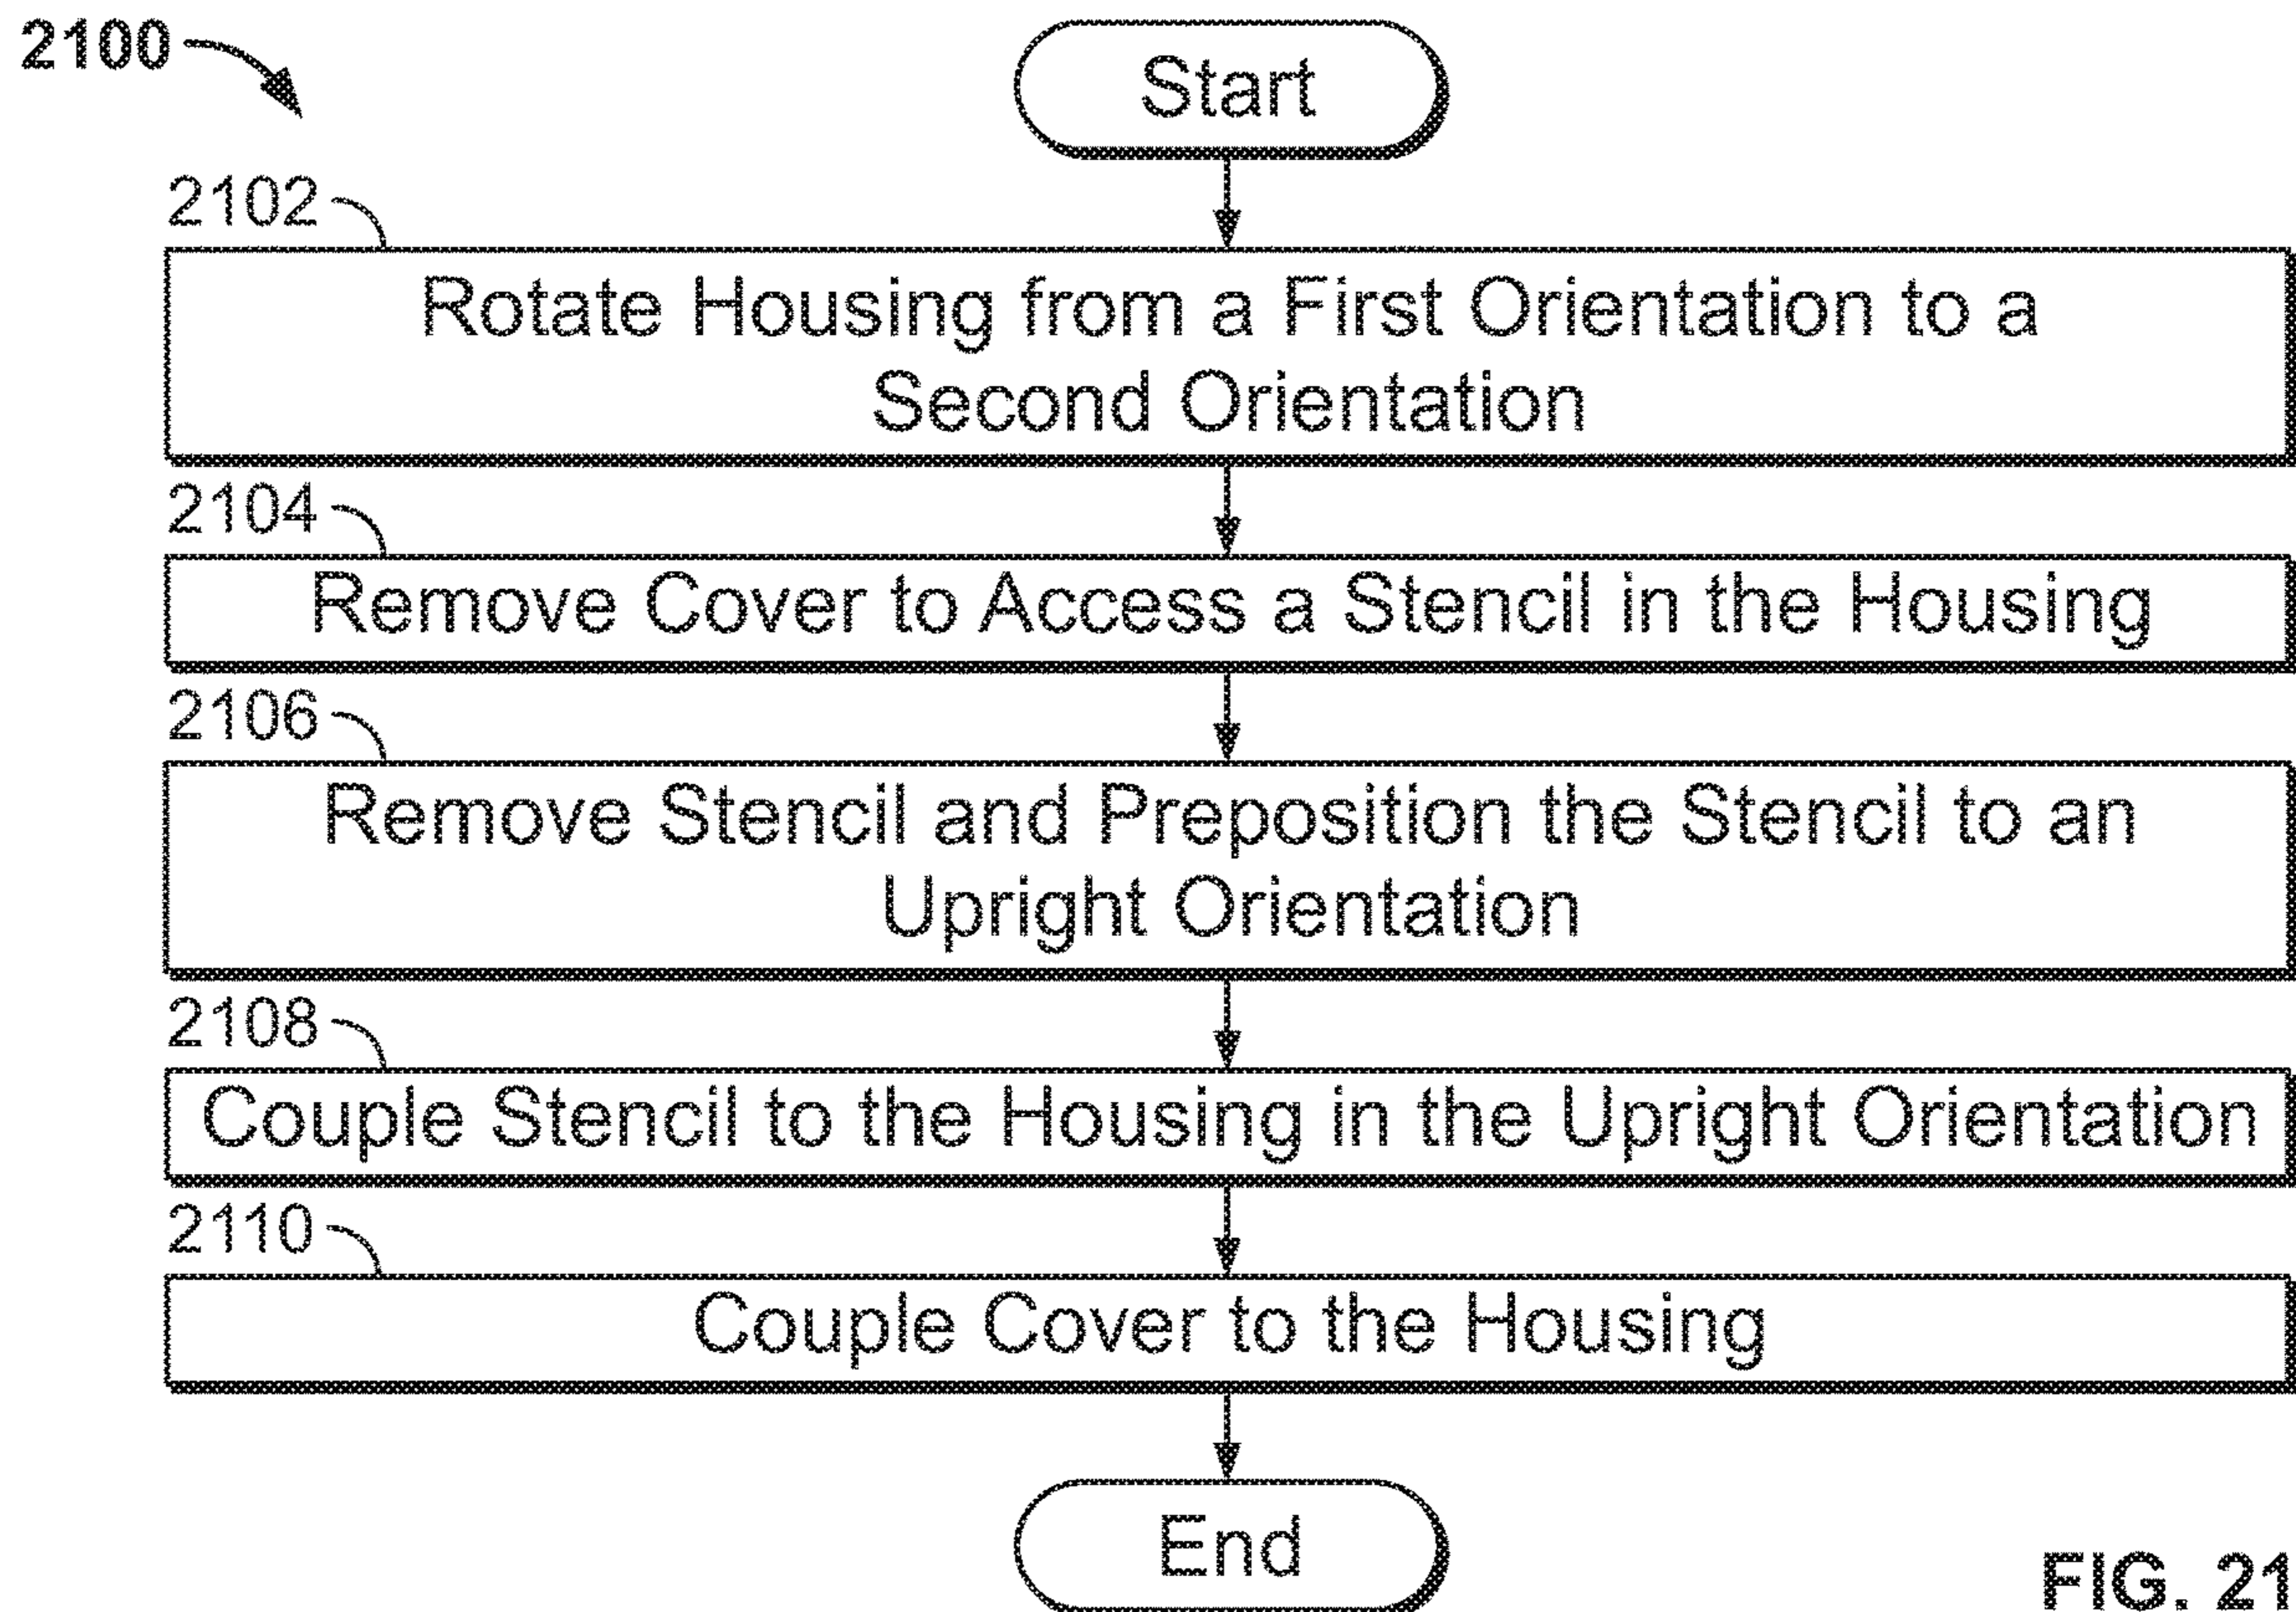 2100
Start
2102
Rotate Housing from a First Orientation to a
Second Orientation
2104
Remove Cover to Access a Stencil in the Housing
2106
Remove Stencil and Preposition the Stencil to an
Upright Orientation
2108
Couple Stencil to the Housing in the Upright Orientation
2110
Couple Cover to the Housing
End
FIG. 21